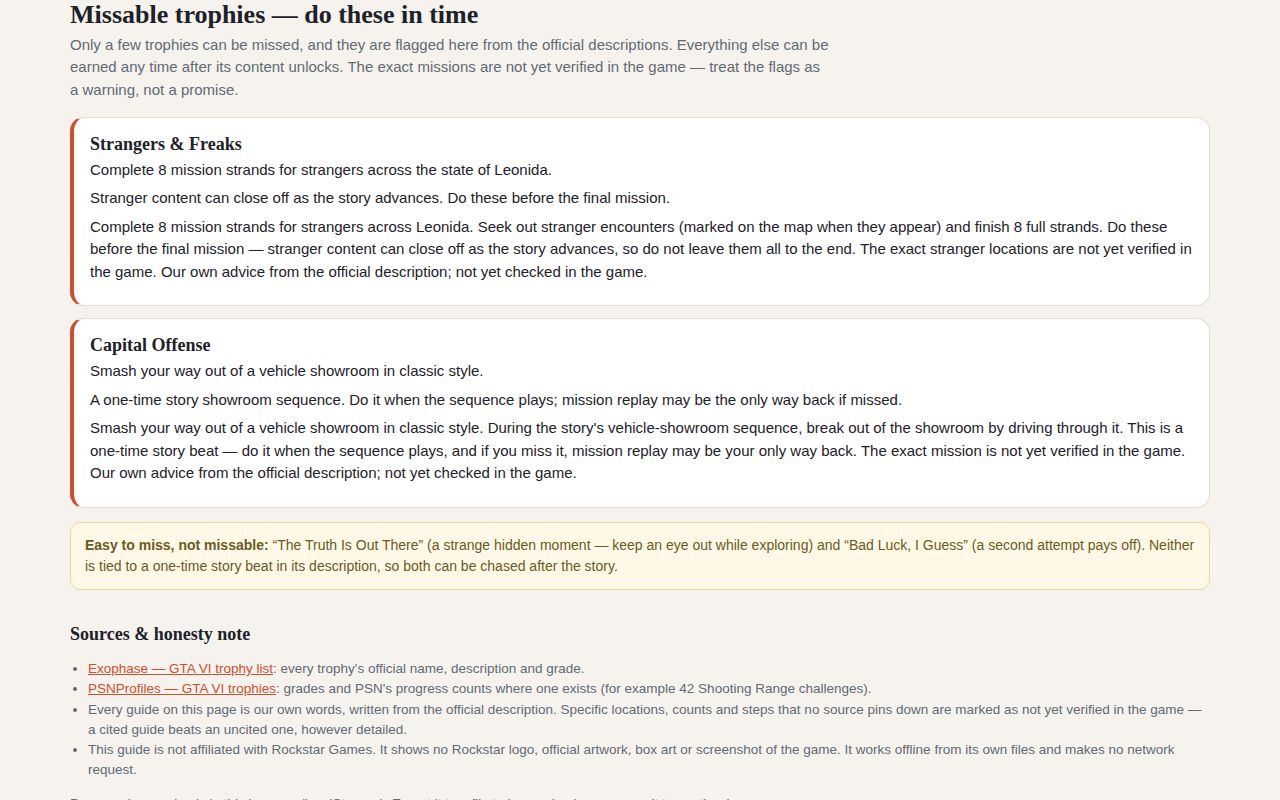 Missable trophies — do these in time
Only a few trophies can be missed, and they are flagged here from the official descriptions. Everything else can be
earned any time after its content unlocks. The exact missions are not yet verified in the game — treat the flags as
a warning, not a promise.
Strangers & Freaks
Complete 8 mission strands for strangers across the state of Leonida.
Stranger content can close off as the story advances. Do these before the final mission.
Complete 8 mission strands for strangers across Leonida. Seek out stranger encounters (marked on the map when they appear) and finish 8 full strands. Do these
before the final mission — stranger content can close off as the story advances, so do not leave them all to the end. The exact stranger locations are not yet verified in
the game. Our own advice from the official description; not yet checked in the game.
Capital Offense
Smash your way out of a vehicle showroom in classic style.
A one-time story showroom sequence. Do it when the sequence plays; mission replay may be the only way back if missed.
Smash your way out of a vehicle showroom in classic style. During the story's vehicle-showroom sequence, break out of the showroom by driving through it. This is a
one-time story beat — do it when the sequence plays, and if you miss it, mission replay may be your only way back. The exact mission is not yet verified in the game.
Our own advice from the official description; not yet checked in the game.
Easy to miss, not missable: “The Truth Is Out There” (a strange hidden moment — keep an eye out while exploring) and “Bad Luck, I Guess” (a second attempt pays off). Neither
is tied to a one-time story beat in its description, so both can be chased after the story.
Sources & honesty note
• Exophase — GTA VI trophy list: every trophy's official name, description and grade.
• PSNProfiles — GTA VI trophies: grades and PSN's progress counts where one exists (for example 42 Shooting Range challenges).
• Every guide on this page is our own words, written from the official description. Specific locations, counts and steps that no source pins down are marked as not yet verified in the game —
a cited guide beats an uncited one, however detailed.
• This guide is not affiliated with Rockstar Games. It shows no Rockstar logo, official artwork, box art or screenshot of the game. It works offline from its own files and makes no network
request.